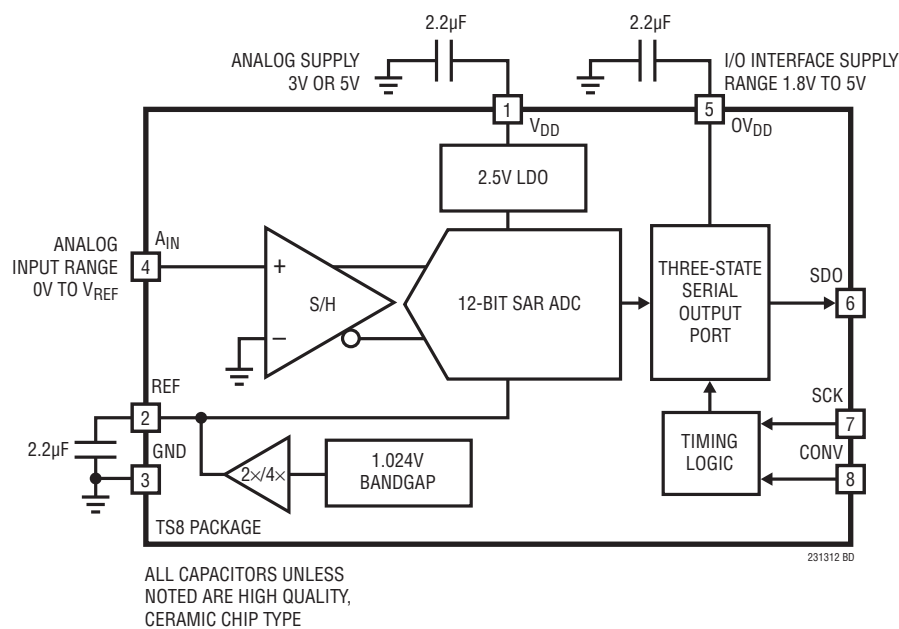 2.2µF
2.2µF
ANALOG SUPPLY
3V OR 5V
I/O INTERFACE SUPPLY
RANGE 1.8V TO 5V
1
VDD
5
OVDD
2.5V LDO
ANALOG
INPUT RANGE
0V TO VREF
AIN
4
+
S/H
–
12-BIT SAR ADC
THREE-STATE
SERIAL
OUTPUT
PORT
SDO
6
REF
2
2.2µF
GND
3
2×/4×
1.024V
BANDGAP
TIMING
LOGIC
SCK
7
CONV
8
TS8 PACKAGE
231312 BD
ALL CAPACITORS UNLESS
NOTED ARE HIGH QUALITY,
CERAMIC CHIP TYPE